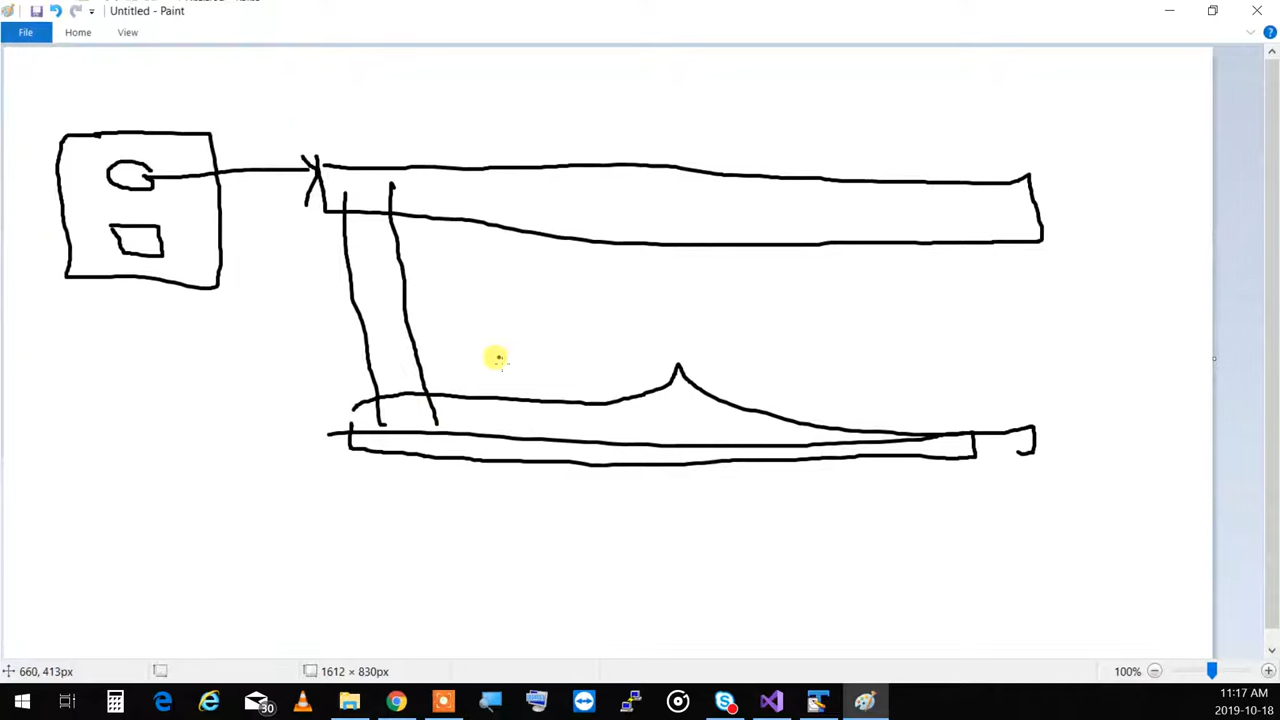 Untitled - Paint
File Home View
660, 413px
1612 × 830px
100%
30
11:17 AM
2019-10-18